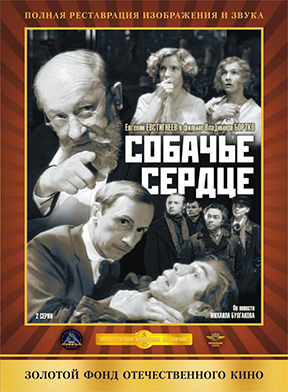 ПОЛНАЯ РЕСТАВРАЦИЯ ИЗОБРАЖЕНИЯ И ЗВУКА
Евгений ЕВСТИГНЕЕВ в фильме Владимира БОРТКО
СОБАЧЬЕ
СЕРДЦЕ
2 СЕРИИ
По повести
МИХАИЛА БУЛГАКОВА
ЗОЛОТОЙ ФОНД ОТЕЧЕСТВЕННОГО КИНО